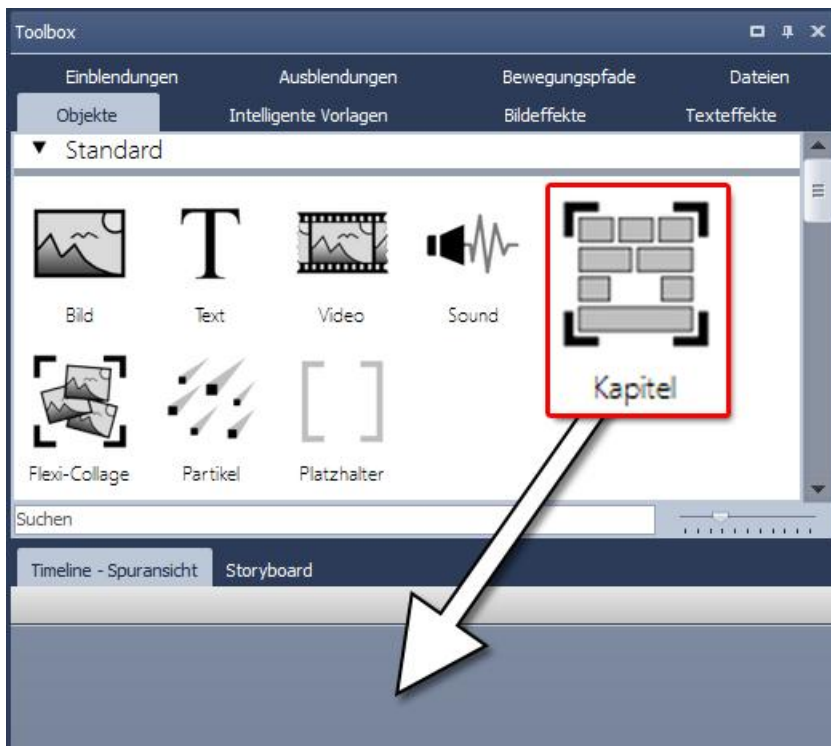 Toolbox
Einblendungen Ausblendungen Bewegungspfade Dateien
Objekte Intelligente Vorlagen Bildeffekte Texteffekte
Standard
Bild Text Video Sound
Kapitel
Flexi-Collage Partikel Platzhalter
Suchen
Timeline - Spuransicht Storyboard